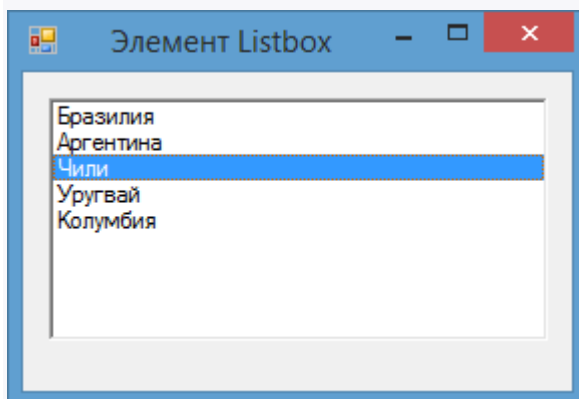 Элемент Listbox
Бразилия
Аргентина
Чили
Уругвай
Колумбия